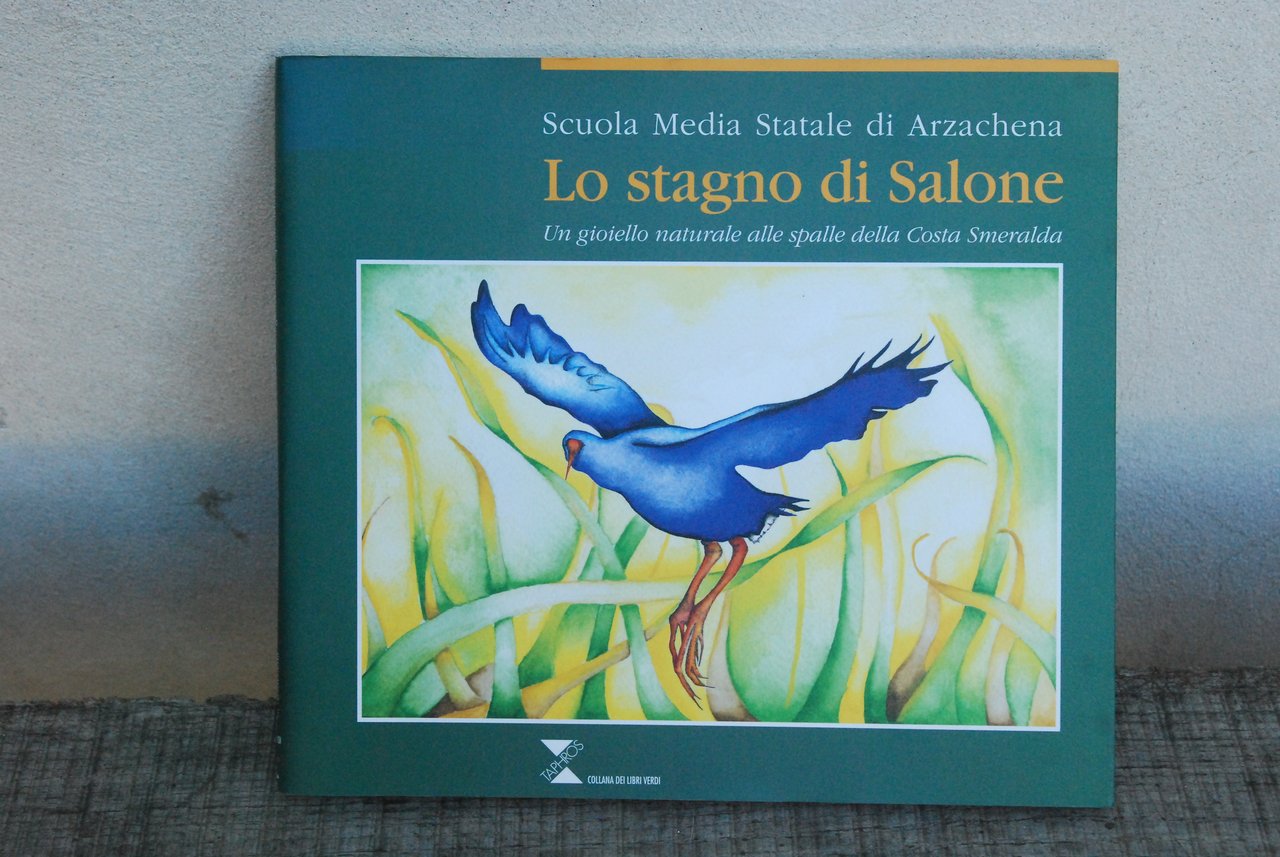 Scuola Media Statale di Arzachena
Lo stagno di Salone
Un gioiello naturale alle spalle della Costa Smeralda
TAPHROS
COLLANA DEI LIBRI VERDI